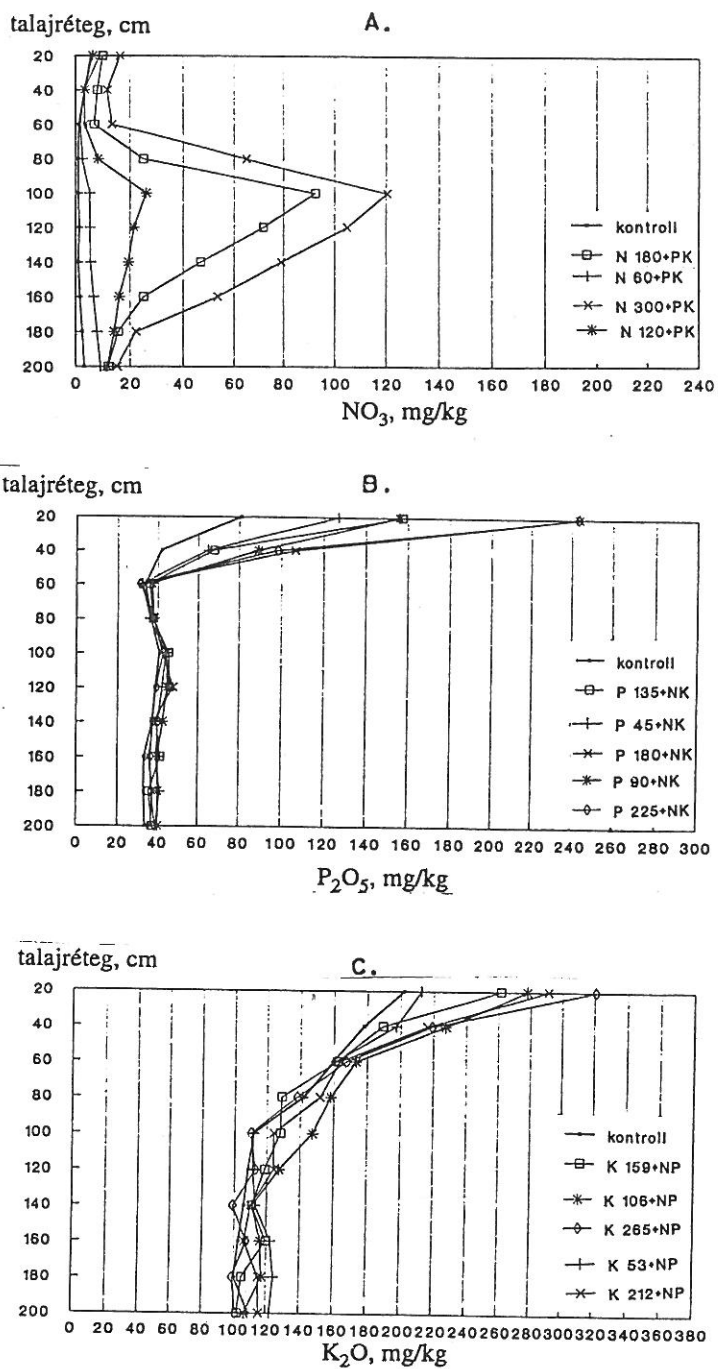 talajréteg, cm
A.
20
40
60
80
100
120
140
160
180
200
0 20 40 60 80 100 120 140 160 180 200 220 240
NO₃, mg/kg
kontroll
N 180+PK
N 60+PK
N 300+PK
N 120+PK
talajréteg, cm
B.
20
40
60
80
100
120
140
160
180
200
0 20 40 60 80 100 120 140 160 180 200 220 240 260 280 300
P₂O₅, mg/kg
kontroll
P 135+NK
P 45+NK
P 180+NK
P 90+NK
P 225+NK
talajréteg, cm
C.
20
40
60
80
100
120
140
160
180
200
0 20 40 60 80 100 120 140 160 180 200 220 240 260 280 300 320 340 360 380
K₂O, mg/kg
kontroll
K 159+NP
K 106+NP
K 265+NP
K 53+NP
K 212+NP